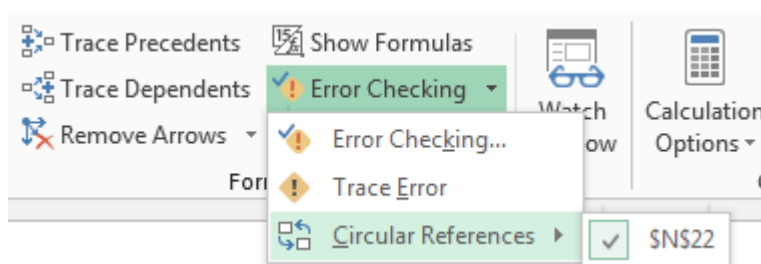 Trace Precedents
Show Formulas
Trace Dependents
Error Checking
Remove Arrows
Error Checking...
Trace Error
Circular References
$N$22
Watch
Calculation
Options